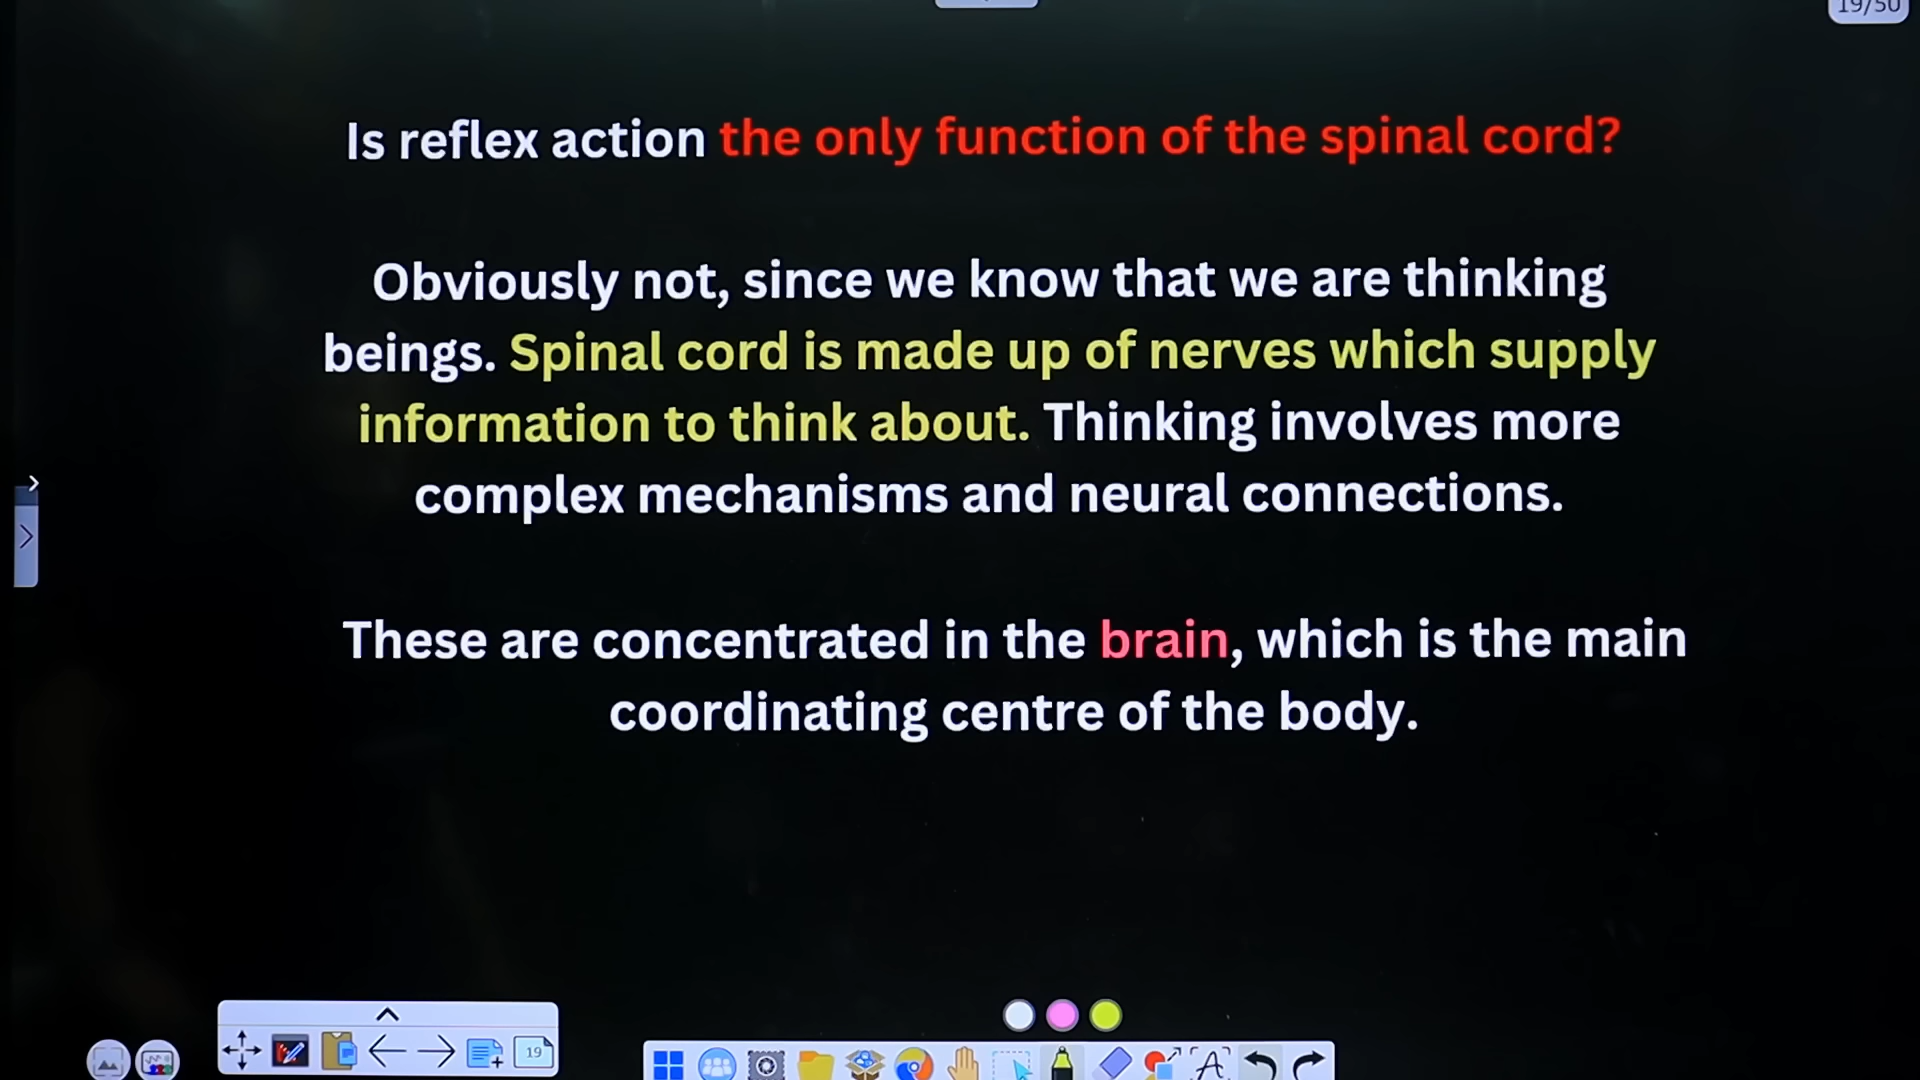 19/50
Is reflex action the only function of the spinal cord?
Obviously not, since we know that we are thinking
beings. Spinal cord is made up of nerves which supply
information to think about. Thinking involves more
complex mechanisms and neural connections.
These are concentrated in the brain, which is the main
coordinating centre of the body.
19